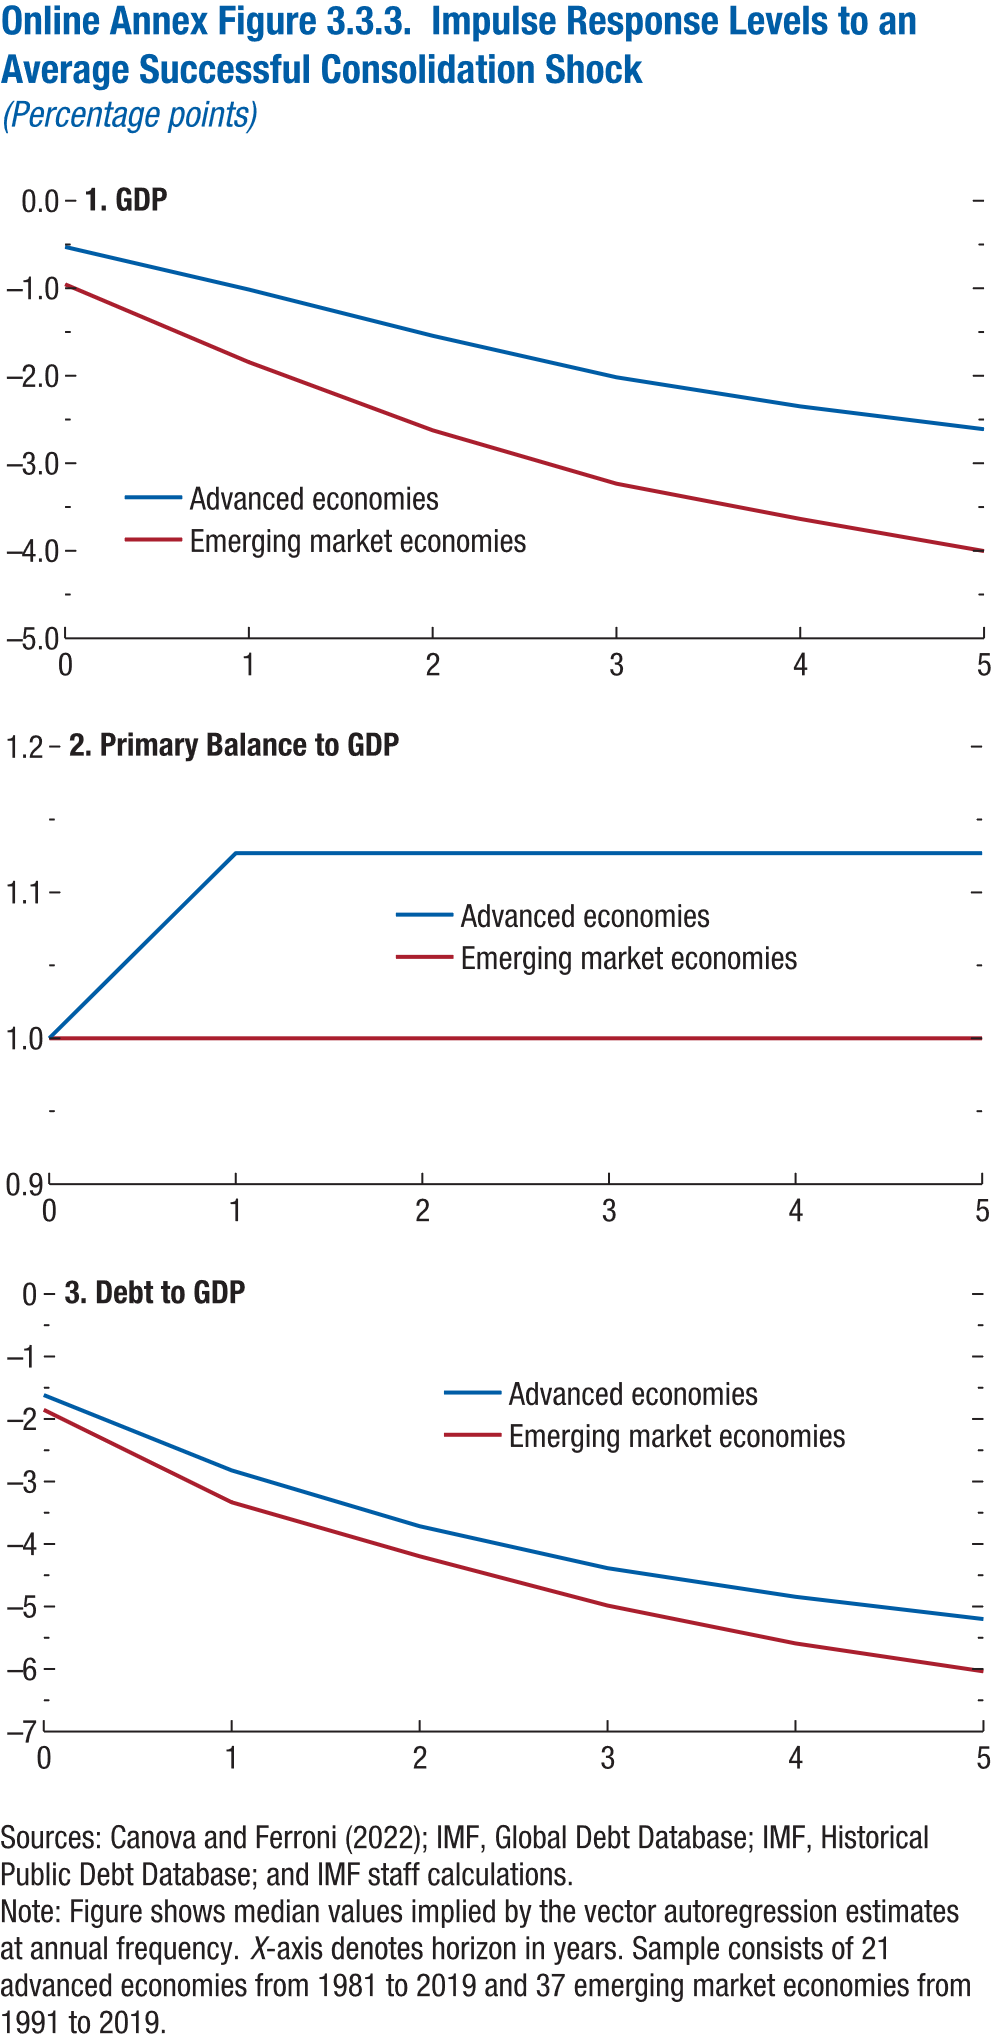 Online Annex Figure 3.3.3. Impulse Response Levels to an
Average Successful Consolidation Shock
(Percentage points)
0.0 1. GDP
–1.0
–2.0
–3.0
Advanced economies
Emerging market economies
–4.0
–5.0
0 1 2 3 4 5
1.2 2. Primary Balance to GDP
1.1
Advanced economies
Emerging market economies
1.0
0.9
0 1 2 3 4 5
0 3. Debt to GDP
–1
Advanced economies
–2
Emerging market economies
–3
–4
–5
–6
–7
0 1 2 3 4 5
Sources: Canova and Ferroni (2022); IMF, Global Debt Database; IMF, Historical
Public Debt Database; and IMF staff calculations.
Note: Figure shows median values implied by the vector autoregression estimates
at annual frequency. X-axis denotes horizon in years. Sample consists of 21
advanced economies from 1981 to 2019 and 37 emerging market economies from
1991 to 2019.